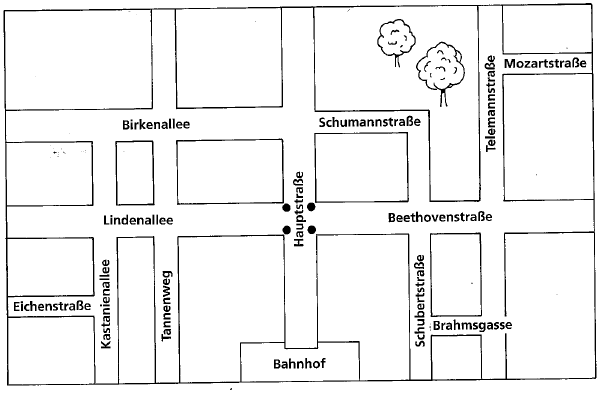 Mozartstraße
Telemannstraße
Birkenallee
Schumannstraße
Hauptstraße
Lindenallee
Beethovenstraße
Kastanienallee
Tannenweg
Schubertstraße
Eichenstraße
Brahmsgasse
Bahnhof